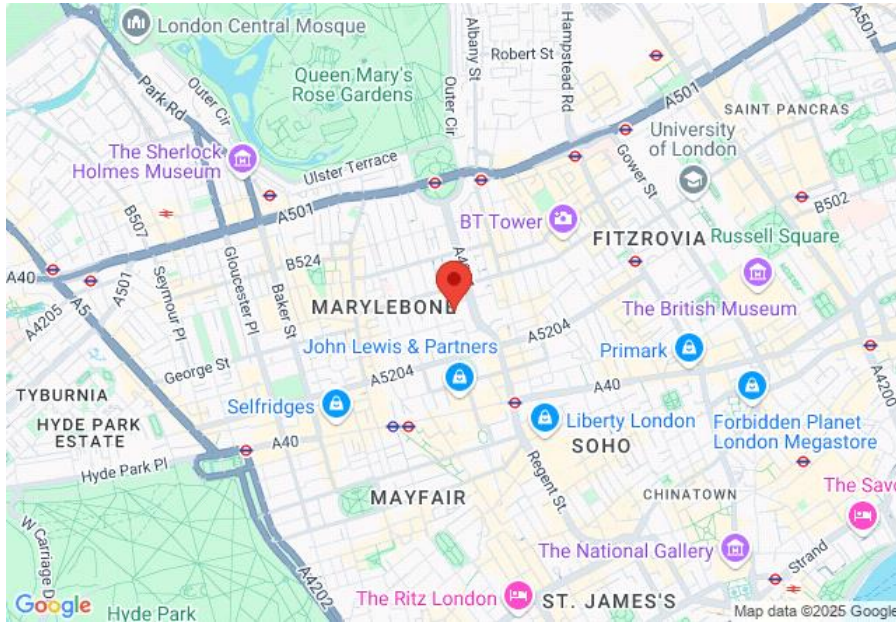 London Central Mosque
Albany St
Hampstead Rd
A501
Robert St
Queen Mary's
Rose Gardens
Outer Cir
Outer Cir
Park Rd
A501
SAINT PANCRAS
University
of London
The Sherlock
Holmes Museum
Ulster Terrace
Gower St
A501
B507
BT Tower
B502
FITZROVIA
Russell Square
B524
A40
A501
A5
A4205
Seymour Pl
Gloucester Pl
Baker St
MARYLEBONE
The British
Museum
A5204
John Lewis & Partners
Primark
George St
A5204
A40
A4200
TYBURNIA
Selfridges
HYDE PARK
ESTATE
Liberty London
Forbidden Planet
London Megastore
A40
SOHO
Hyde Park Pl
MAYFAIR
Regent St.
CHINATOWN
The Savo
W Carriage D
The National Gallery
Strand
A4202
The Ritz London
ST. JAMES'S
Google
Hyde Park
Map data ©2025 Google